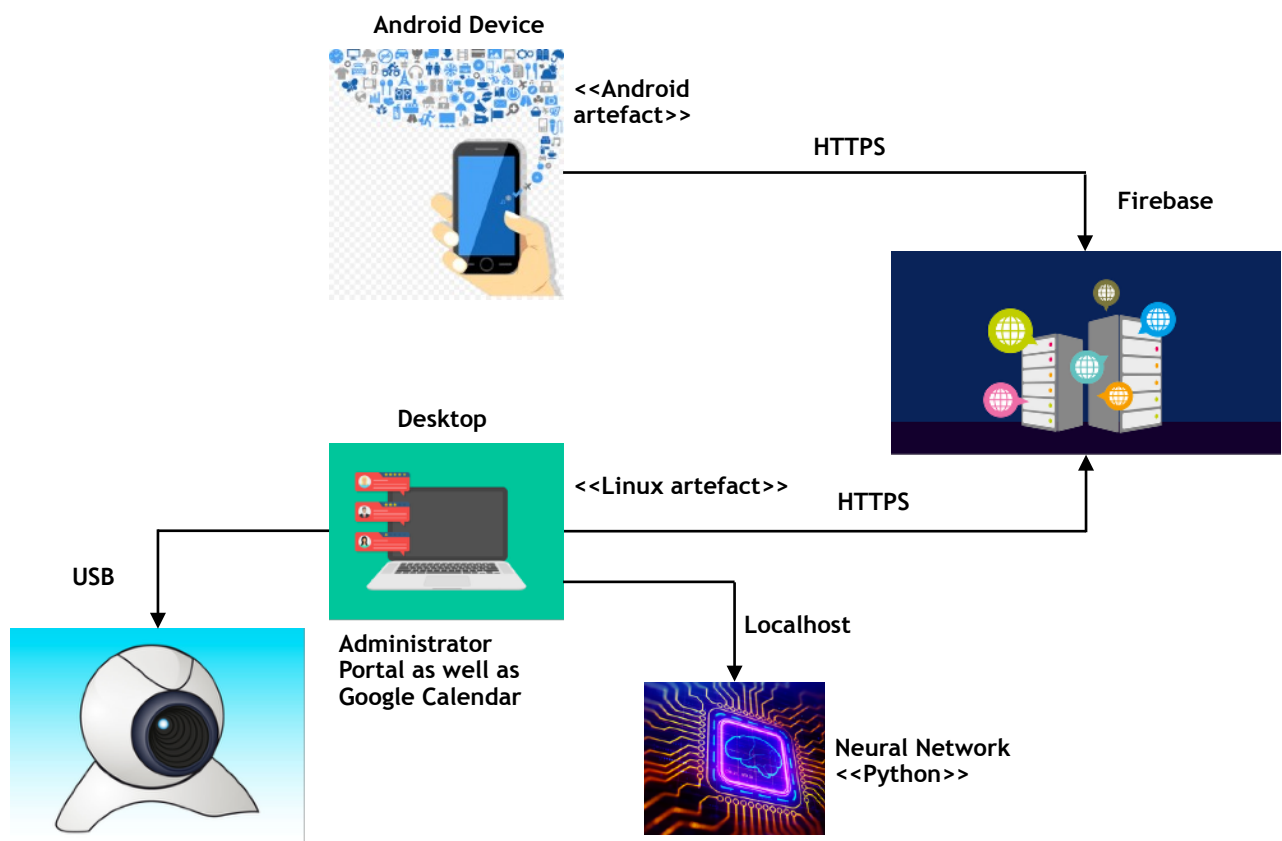 Android Device
<<Android
artefact>>
HTTPS
Firebase
Desktop
<<Linux artefact>>
HTTPS
USB
Localhost
Administrator
Portal as well as
Google Calendar
Neural Network
<<Python>>